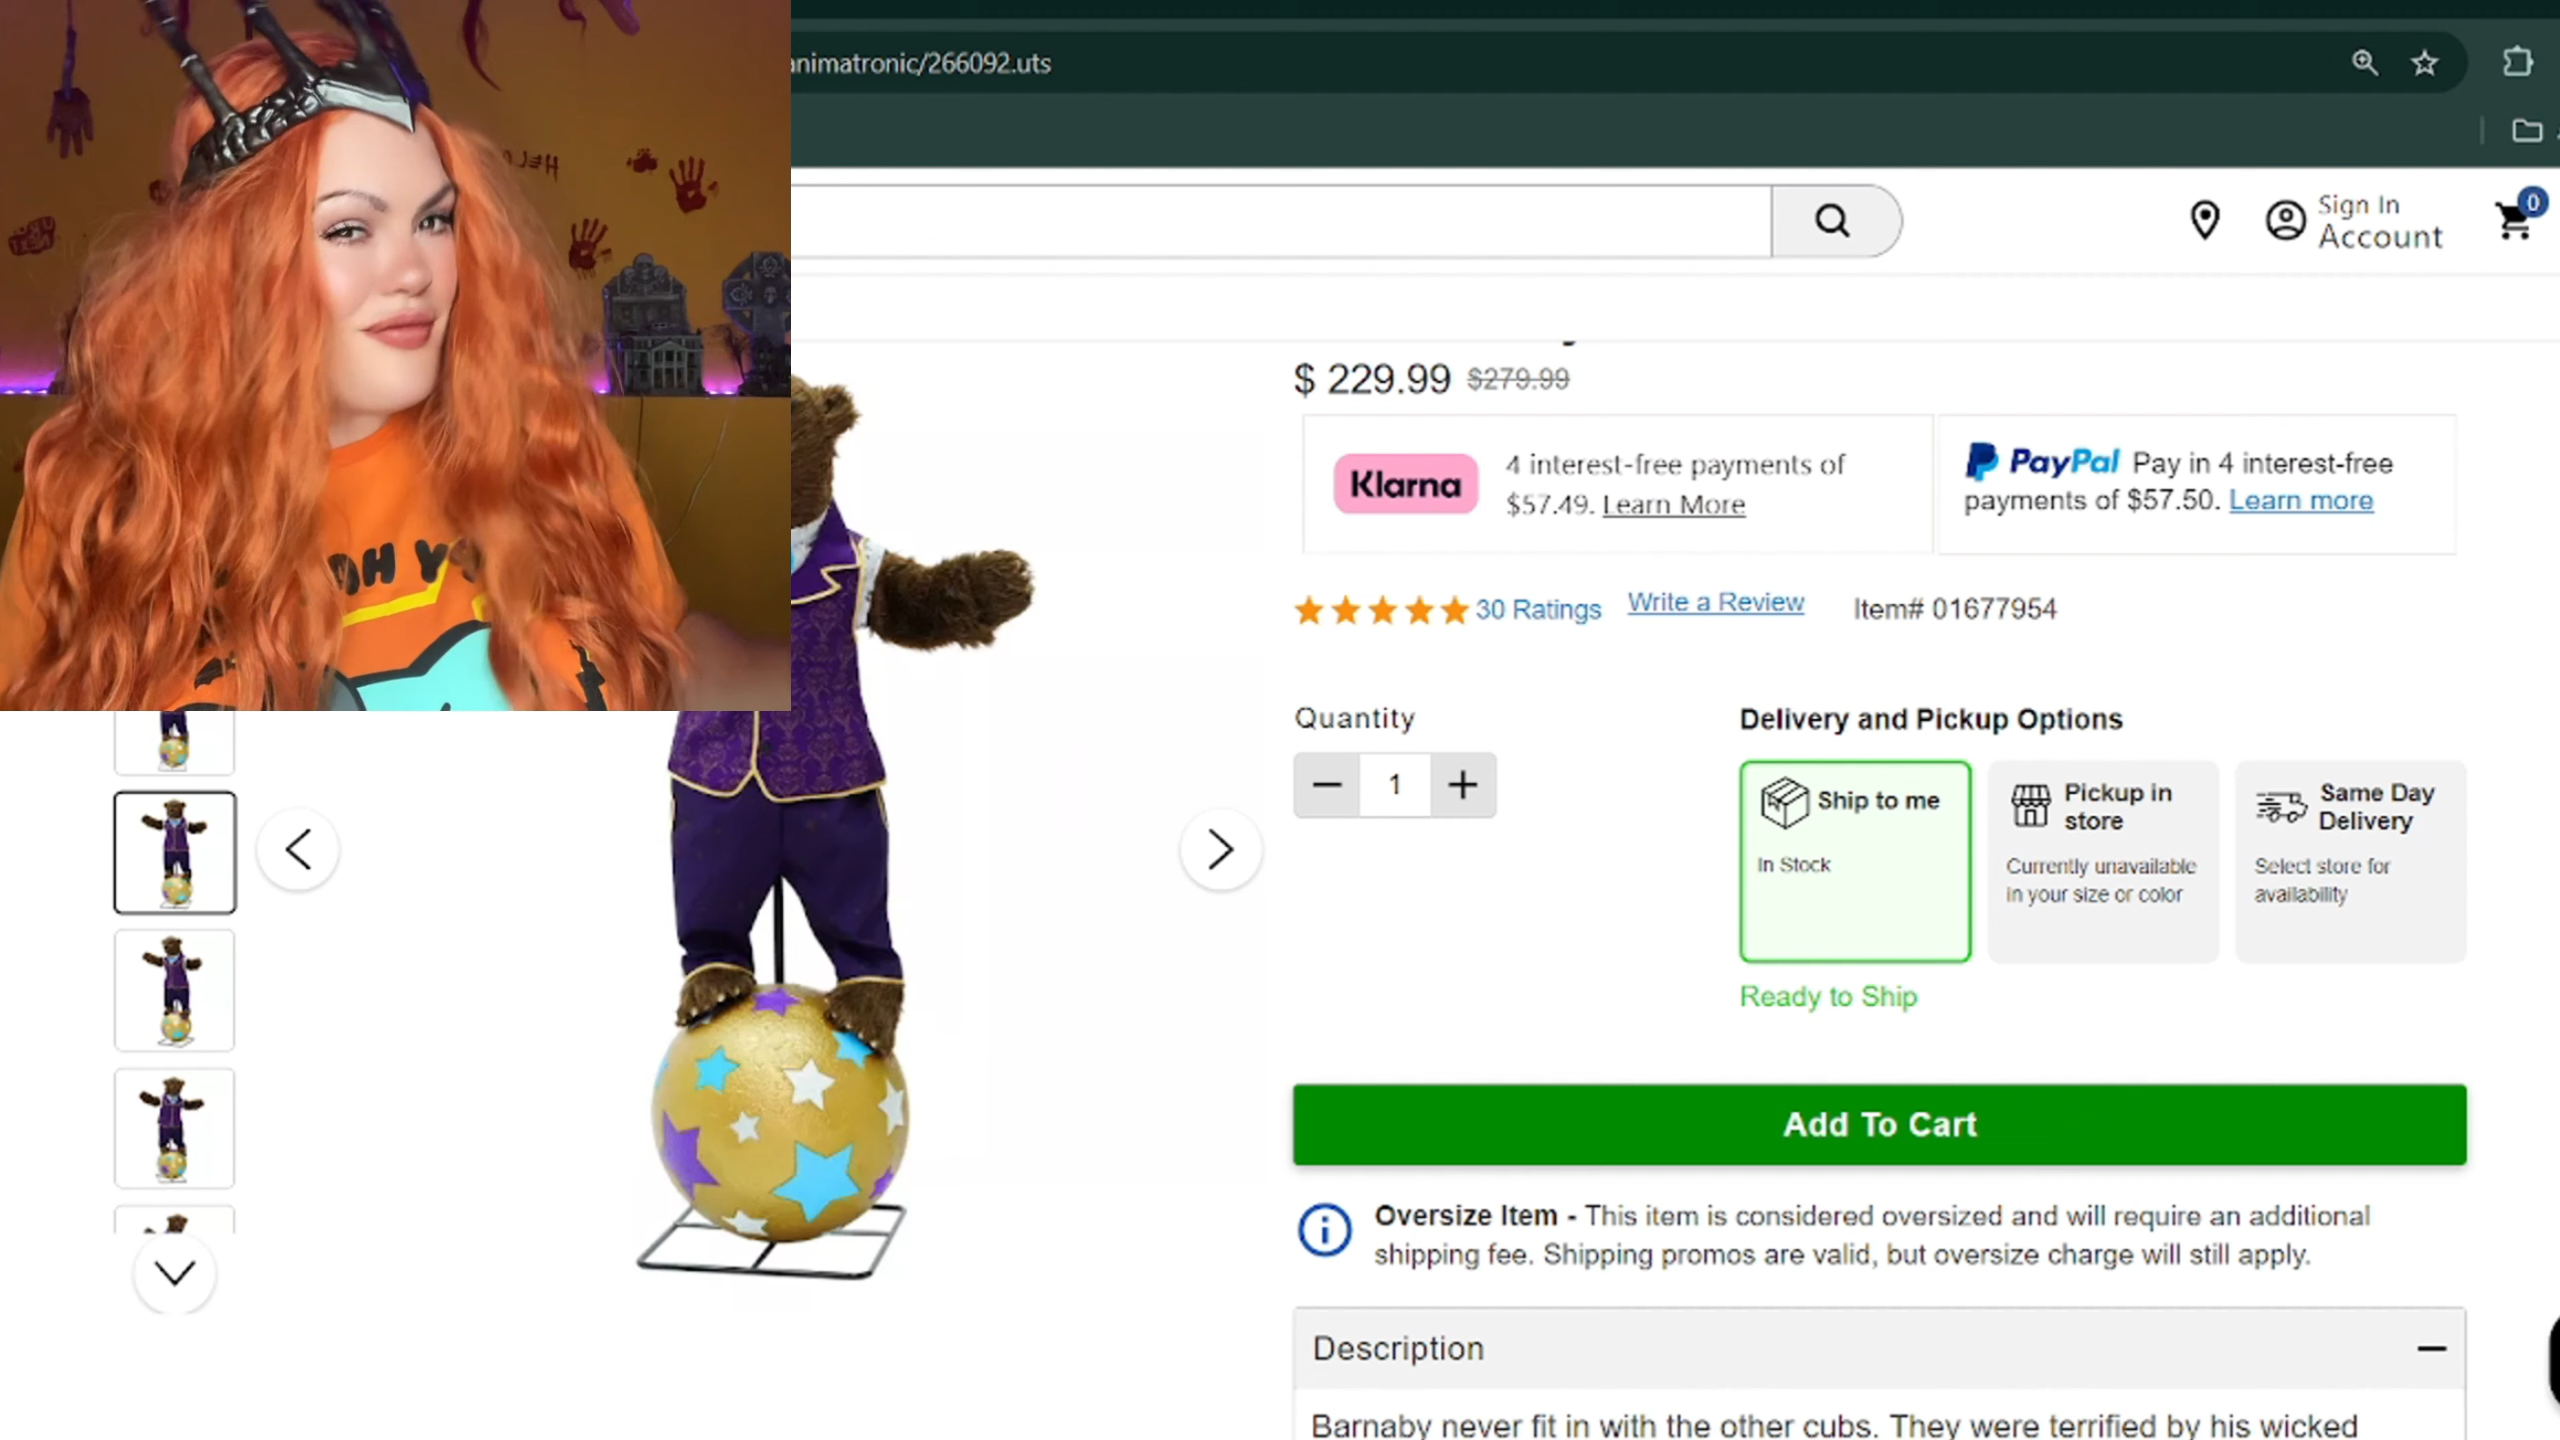 animatronic/266092.uts
HELP
Sign In
Account
0
$ 229.99 $279.99
Klarna
4 interest-free payments of
$57.49. Learn More
PayPal Pay in 4 interest-free
payments of $57.50. Learn more
30 Ratings
Write a Review
Item# 01677954
Quantity
1
Delivery and Pickup Options
Ship to me
In Stock
Pickup in
store
Currently unavailable
in your size or color
Same Day
Delivery
Select store for
availability
Ready to Ship
Add To Cart
Oversize Item - This item is considered oversized and will require an additional
shipping fee. Shipping promos are valid, but oversize charge will still apply.
Description
Barnaby never fit in with the other cubs. They were terrified by his wicked